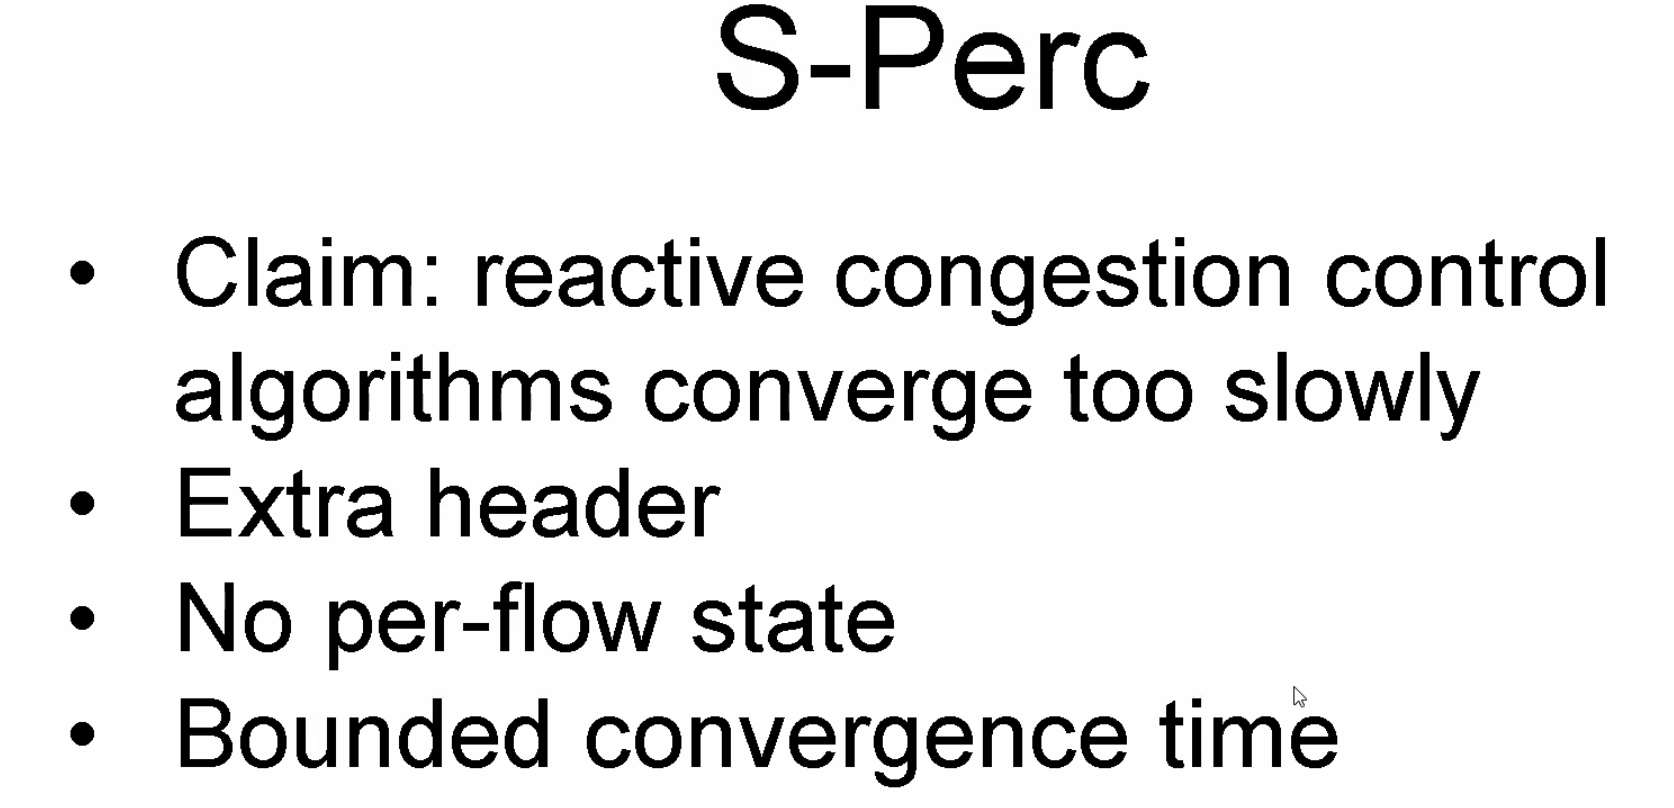 S-Perc
• Claim: reactive congestion control
algorithms converge too slowly
• Extra header
• No per-flow state
• Bounded convergence time